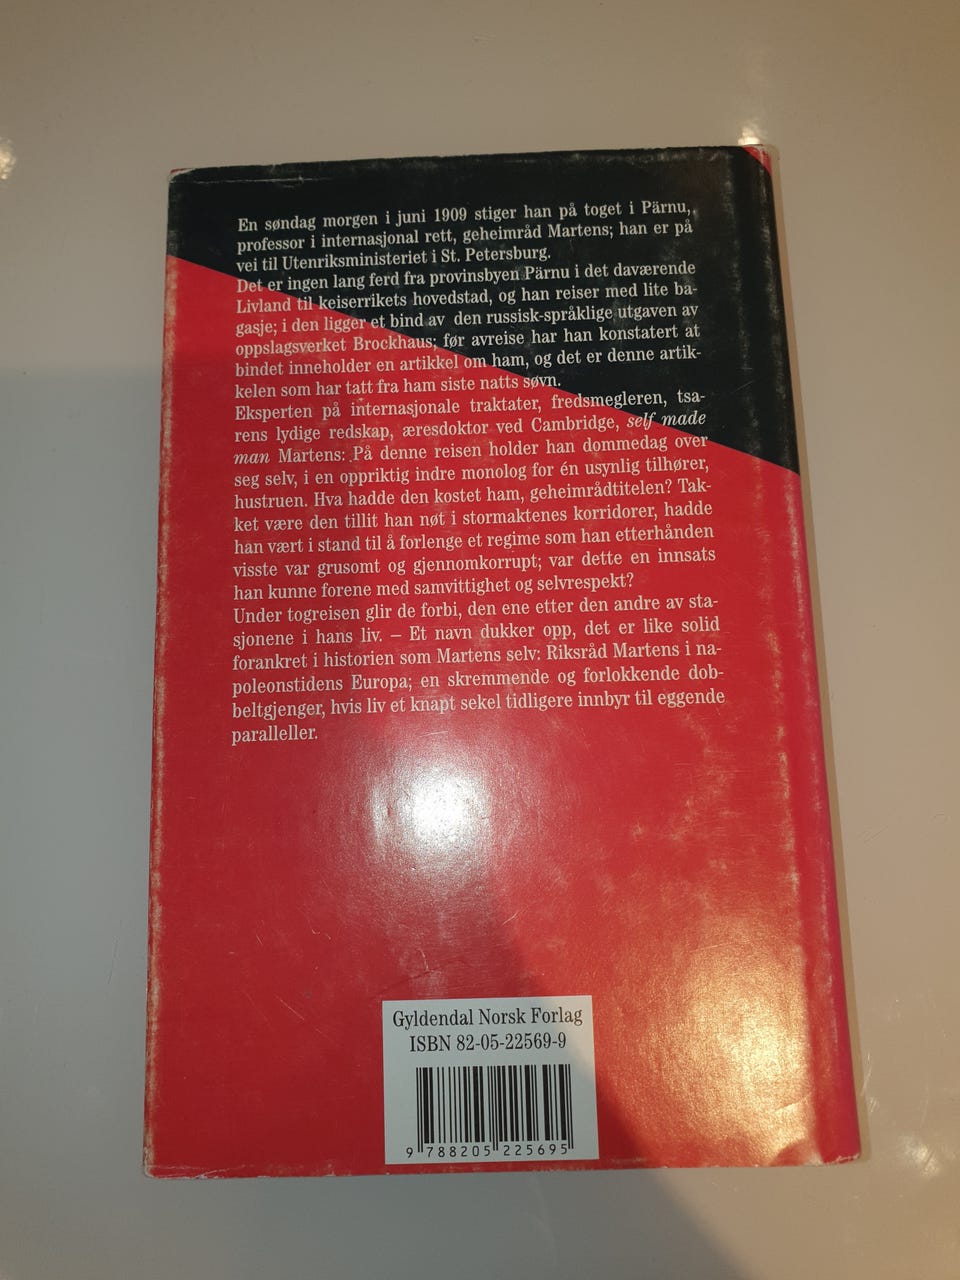 En søndag morgen i juni 1909 stiger han på toget i Pärnu,
professor i internasjonal rett, geheimråd Martens; han er på
vei til Utenriksministeriet i St. Petersburg.
Det er ingen lang ferd fra provinsbyen Pärnu i det daværende
Livland til keiserrikets hovedstad, og han reiser med lite ba-
gasje; i den ligger et bind av den russisk-språklige utgaven av
oppslagsverket Brockhaus; før avreise har han konstatert at
bindet inneholder en artikkel om ham, og det er denne artik-
kelen som har tatt fra ham siste natts søvn.
Eksperten på internasjonale traktater, fredsmegleren, tsa-
rens lydige redskap, æresdoktor ved Cambridge, self made
man Martens: På denne reisen holder han dommedag over
seg selv, i en oppriktig indre monolog for én usynlig tilhører,
hustruen. Hva hadde den kostet ham, geheimrådtitelen? Tak-
ket være den tillit han nøt i stormaktenes korridorer, hadde
han vært i stand til å forlenge et regime som han etterhånden
visste var grusomt og gjennomkorrupt; var dette en innsats
han kunne forene med samvittighet og selvrespekt?
Under togreisen glir de forbi, den ene etter den andre av sta-
sjonene i hans liv. – Et navn dukker opp, det er like solid
forankret i historien som Martens selv: Riksråd Martens i na-
poleonstidens Europa; en skremmende og forlokkende dob-
beltgjenger, hvis liv et knapt sekel tidligere innbyr til eggende
paralleller.
Gyldendal Norsk Forlag
ISBN 82-05-22569-9
9 788205 225695